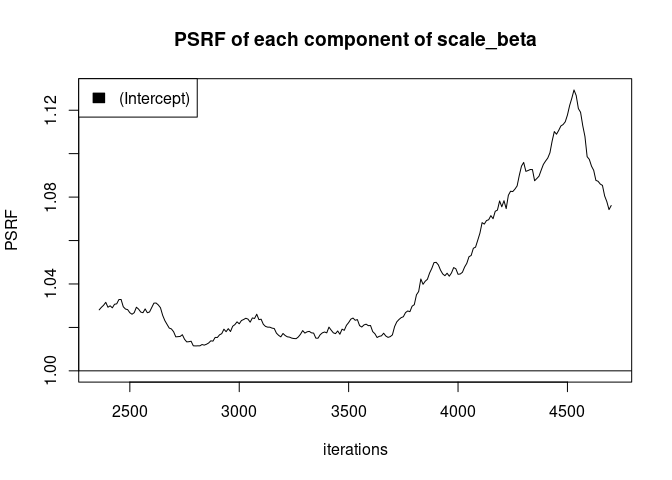 PSRF of each component of scale_beta
(Intercept)
PSRF
1.12
1.08
1.04
1.00
2500 3000 3500 4000 4500
iterations